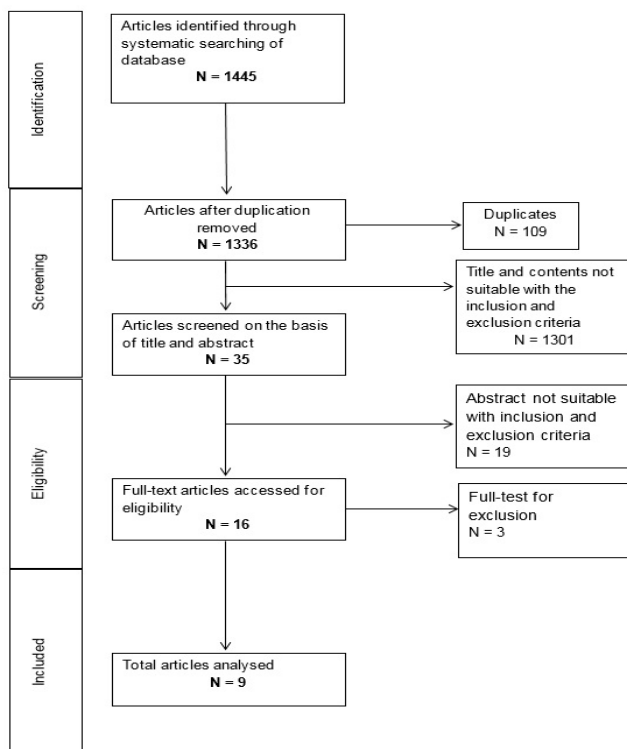 Identification
Articles identified through
systematic searching of
database
N = 1445
Screening
Articles after duplication
removed
N = 1336
Duplicates
N = 109
Title and contents not
suitable with the
inclusion and
exclusion criteria
N = 1301
Articles screened on the basis
of title and abstract
N = 35
Eligibility
Abstract not suitable
with inclusion and
exclusion criteria
N = 19
Full-text articles accessed for
eligibility
N = 16
Full-test for
exclusion
N = 3
Included
Total articles analysed
N = 9